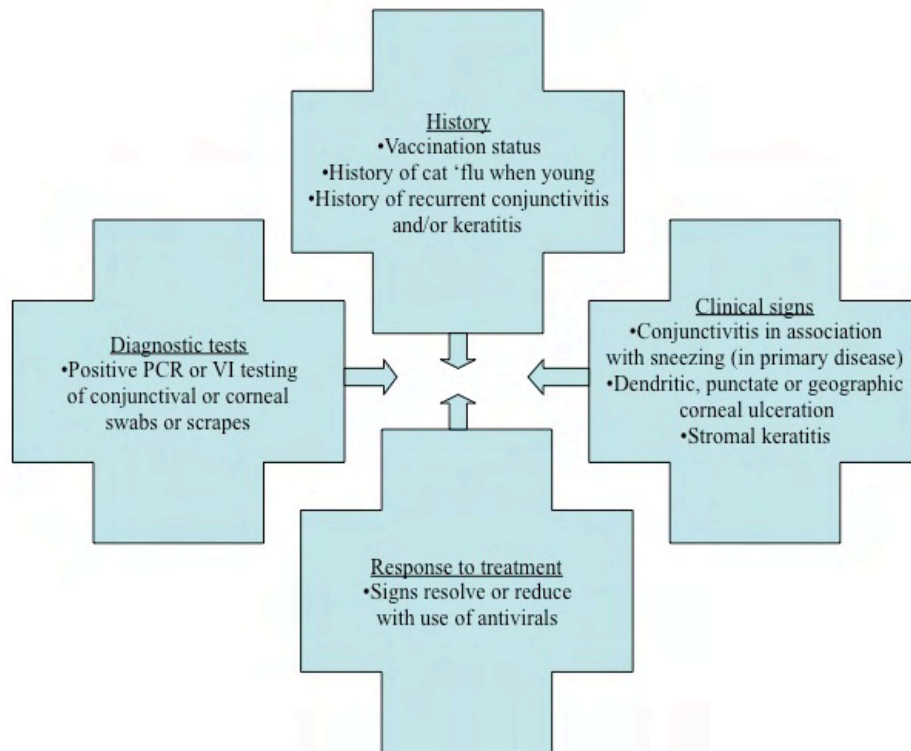 History
•Vaccination status
•History of cat ‘flu when young
•History of recurrent conjunctivitis
and/or keratitis
Diagnostic tests
•Positive PCR or VI testing
of conjunctival or corneal
swabs or scrapes
Clinical signs
•Conjunctivitis in association
with sneezing (in primary disease)
•Dendritic, punctate or geographic
corneal ulceration
•Stromal keratitis
Response to treatment
•Signs resolve or reduce
with use of antivirals